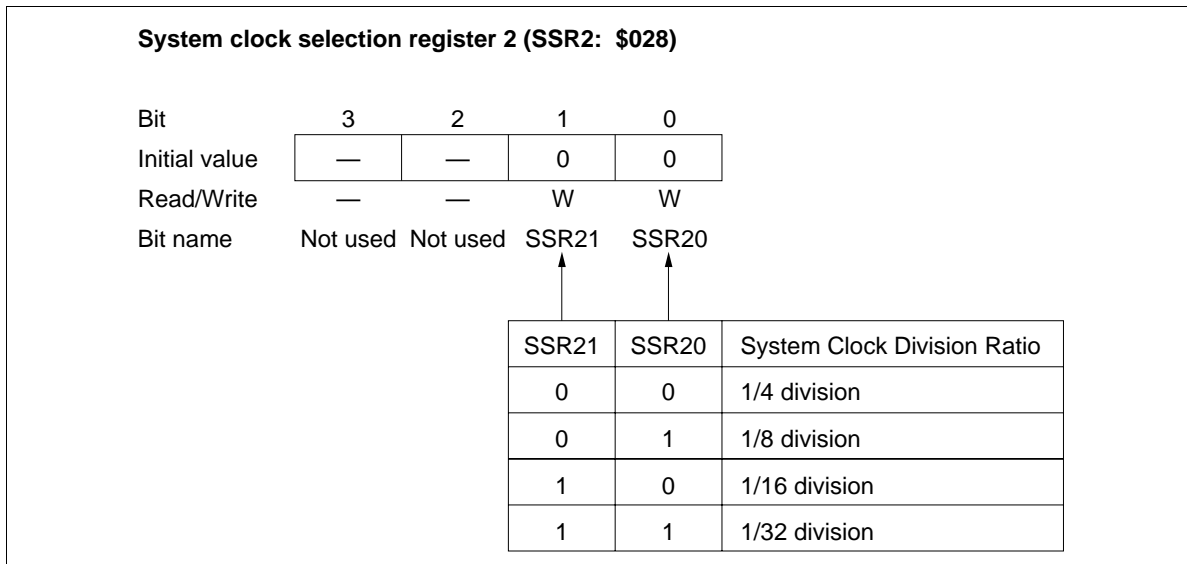 System clock selection register 2 (SSR2: $028)
Bit 3 2 1 0
Initial value — — 0 0
Read/Write — — W W
Bit name Not used Not used SSR21 SSR20
SSR21 SSR20 System Clock Division Ratio
0 0 1/4 division
0 1 1/8 division
1 0 1/16 division
1 1 1/32 division